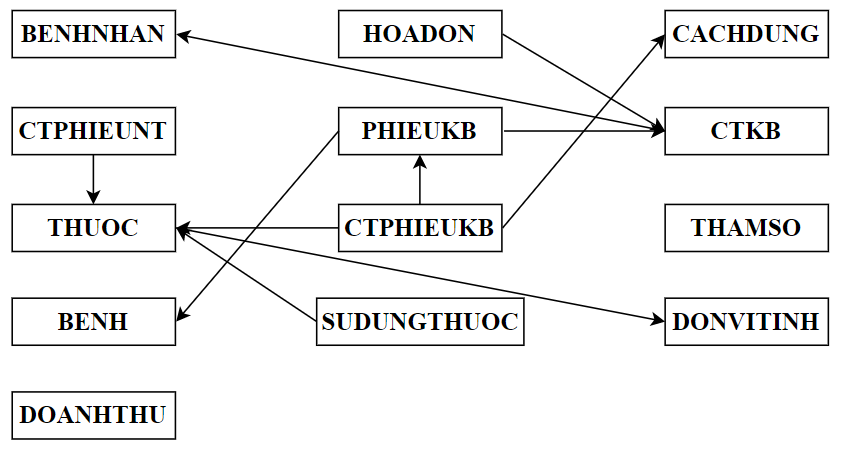 BENHNHAN
HOADON
CACHDUNG
CTPHIEUNT
PHIEUKB
CTKB
THUOC
CTPHIEUKB
THAMSO
BENH
SUDUNGTHUOC
DONVITINH
DOANHTHU